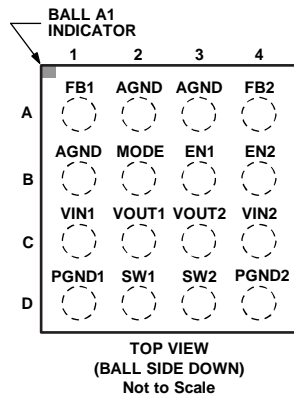 BALL A1
INDICATOR
1 2 3 4
A
FB1 AGND AGND FB2
B
AGND MODE EN1 EN2
C
VIN1 VOUT1 VOUT2 VIN2
D
PGND1 SW1 SW2 PGND2
TOP VIEW
(BALL SIDE DOWN)
Not to Scale